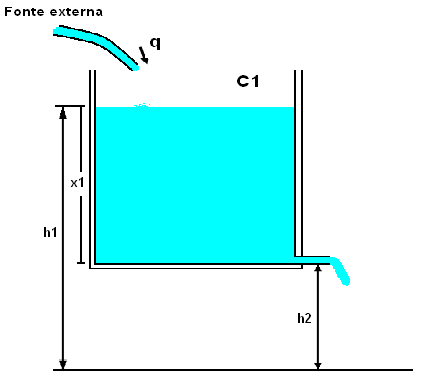 Fonte externa
q
C1
x1
h1
h2